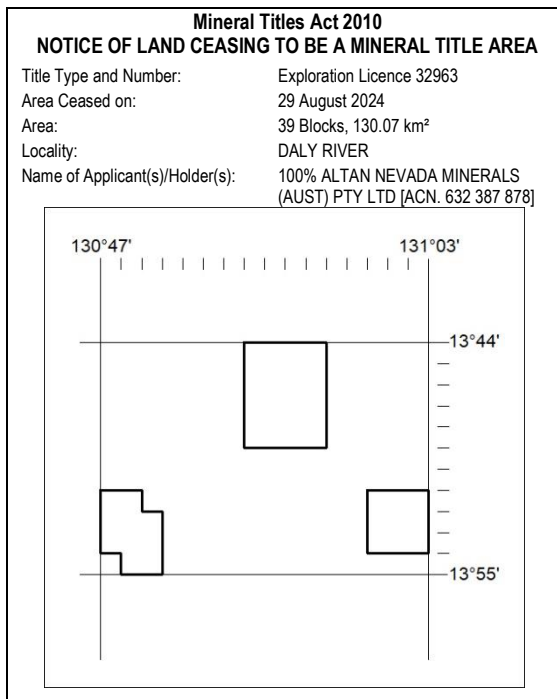 Mineral Titles Act 2010
NOTICE OF LAND CEASING TO BE A MINERAL TITLE AREA
Title Type and Number: Exploration Licence 32963
Area Ceased on: 29 August 2024
Area: 39 Blocks, 130.07 km²
Locality: DALY RIVER
Name of Applicant(s)/Holder(s): 100% ALTAN NEVADA MINERALS
(AUST) PTY LTD [ACN. 632 387 878]
130°47' 131°03'
13°44'
13°55'